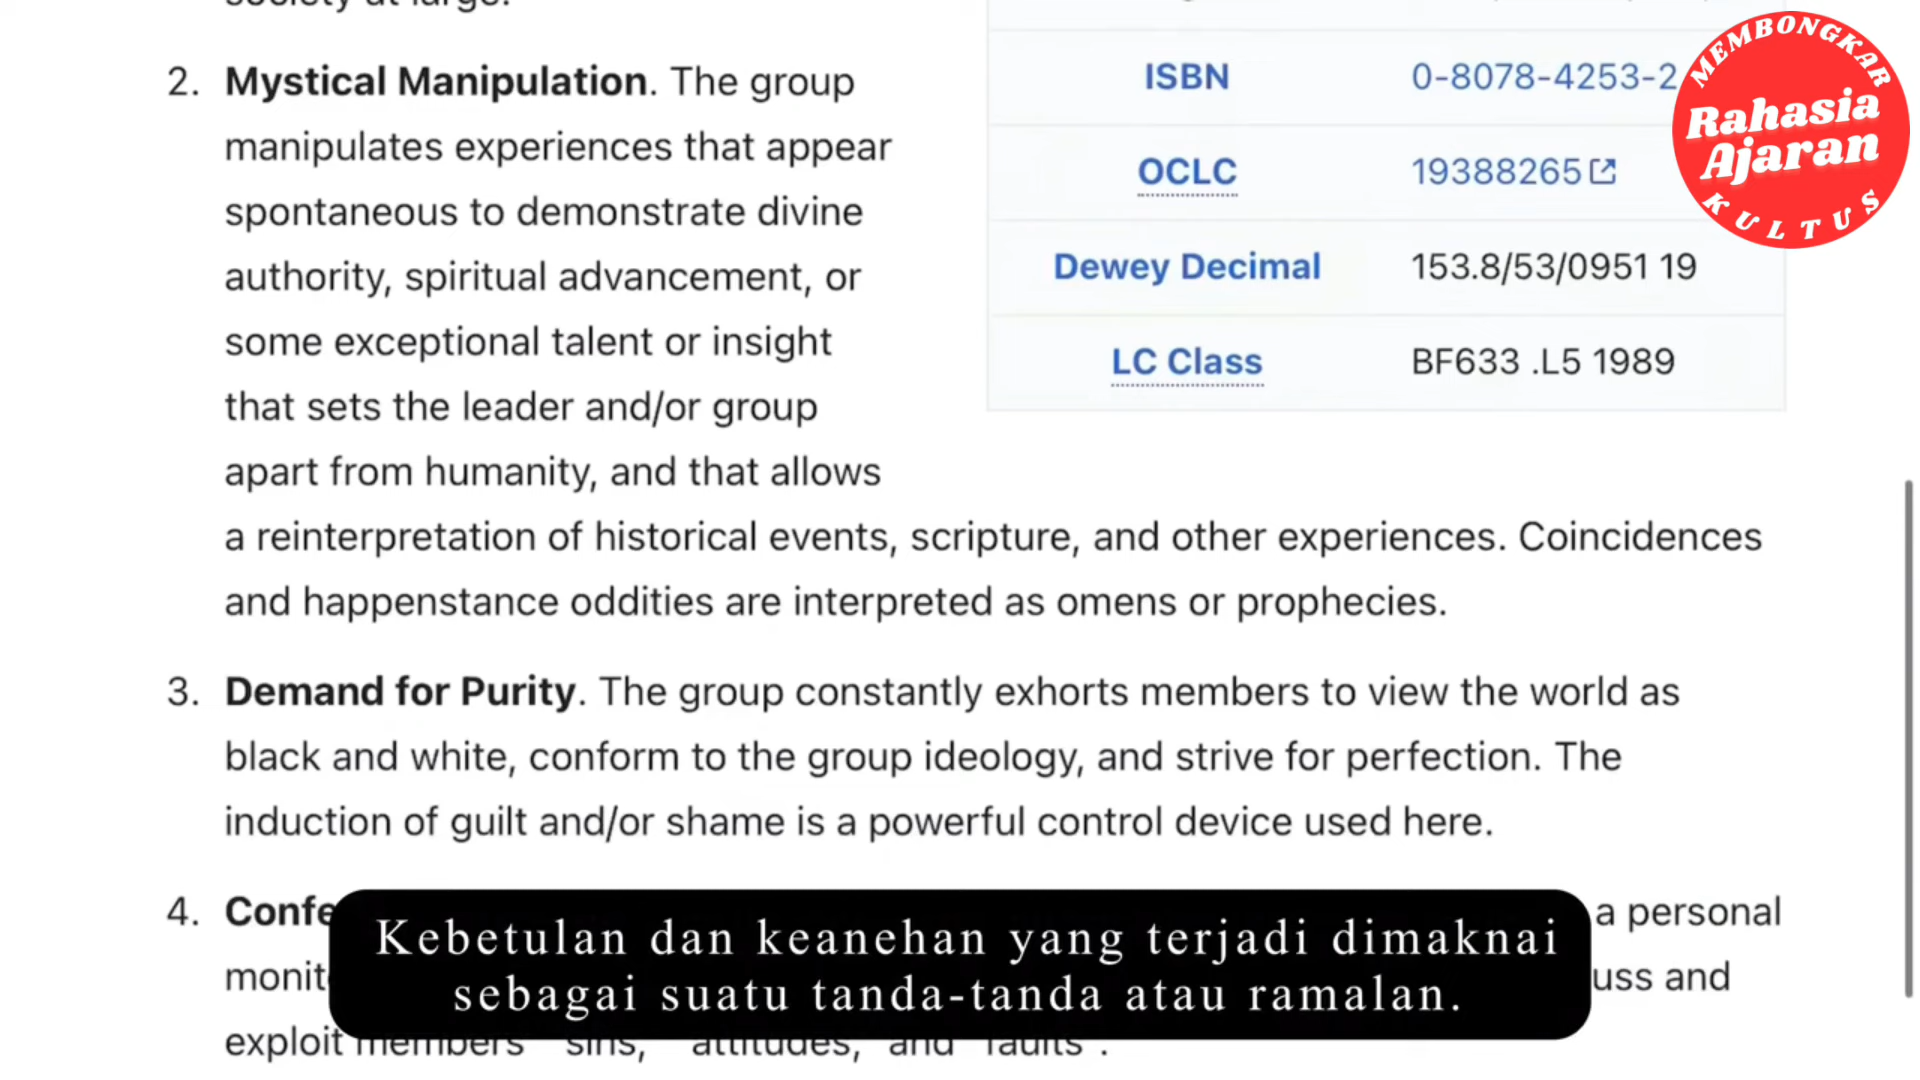 2. Mystical Manipulation. The group
manipulates experiences that appear
spontaneous to demonstrate divine
authority, spiritual advancement, or
some exceptional talent or insight
that sets the leader and/or group
apart from humanity, and that allows
a reinterpretation of historical events, scripture, and other experiences. Coincidences
and happenstance oddities are interpreted as omens or prophecies.
ISBN 0-8078-4253-2
OCLC 19388265
Dewey Decimal 153.8/53/0951 19
LC Class BF633 .L5 1989
MEMBONGKAR
Rahasia
Ajaran
KULTUS
3. Demand for Purity. The group constantly exhorts members to view the world as
black and white, conform to the group ideology, and strive for perfection. The
induction of guilt and/or shame is a powerful control device used here.
4. a personal
exploit members' "sins," "attitudes," and "faults".
Kebetulan dan keanehan yang terjadi dimaknai
sebagai suatu tanda-tanda atau ramalan.